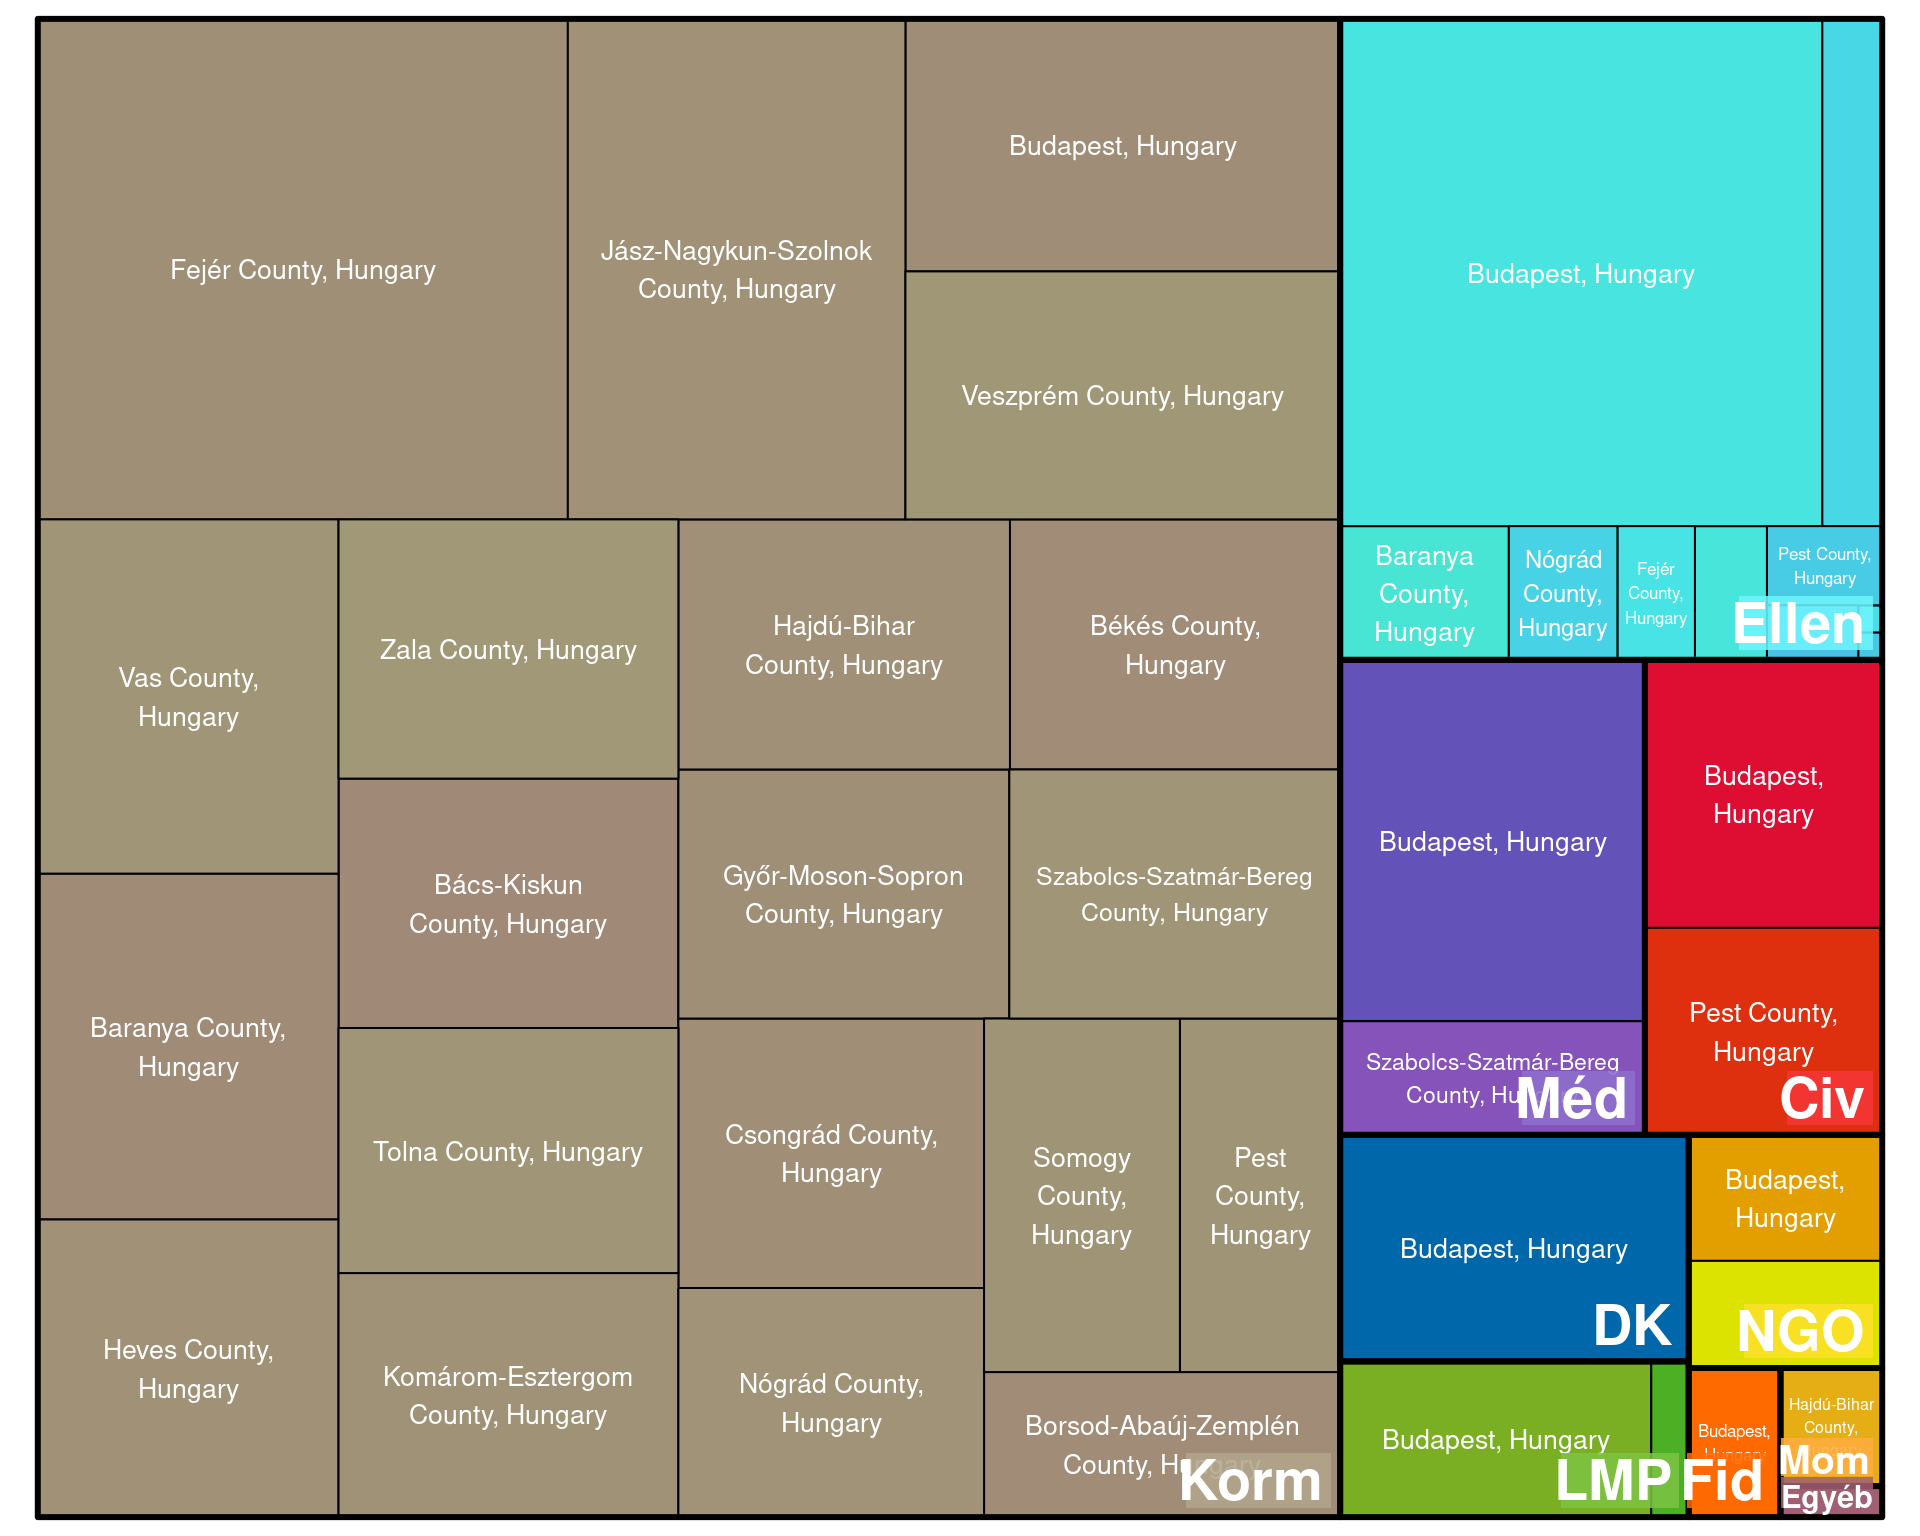 Fejér County, Hungary
Jász-Nagykun-Szolnok
County, Hungary
Budapest, Hungary
Veszprém County, Hungary
Vas County,
Hungary
Zala County, Hungary
Hajdú-Bihar
County, Hungary
Békés County,
Hungary
Baranya County,
Hungary
Bács-Kiskun
County, Hungary
Győr-Moson-Sopron
County, Hungary
Szabolcs-Szatmár-Bereg
County, Hungary
Tolna County, Hungary
Csongrád County,
Hungary
Somogy
County,
Hungary
Pest
County,
Hungary
Heves County,
Hungary
Komárom-Esztergom
County, Hungary
Nógrád County,
Hungary
Borsod-Abaúj-Zemplén
County, Hungary
Korm
Budapest, Hungary
Baranya
County,
Hungary
Nógrád
County,
Hungary
Fejér
County,
Hungary
Pest County,
Hungary
Ellen
Budapest, Hungary
Szabolcs-Szatmár-Bereg
County,
Méd
Budapest,
Hungary
Pest County,
Hungary
Civ
Budapest, Hungary
DK
Budapest,
Hungary
NGO
Budapest, Hungary
LMP
Budapest,
Hungary
Fid
Hajdú-Bihar
County,
Mom
Egyéb